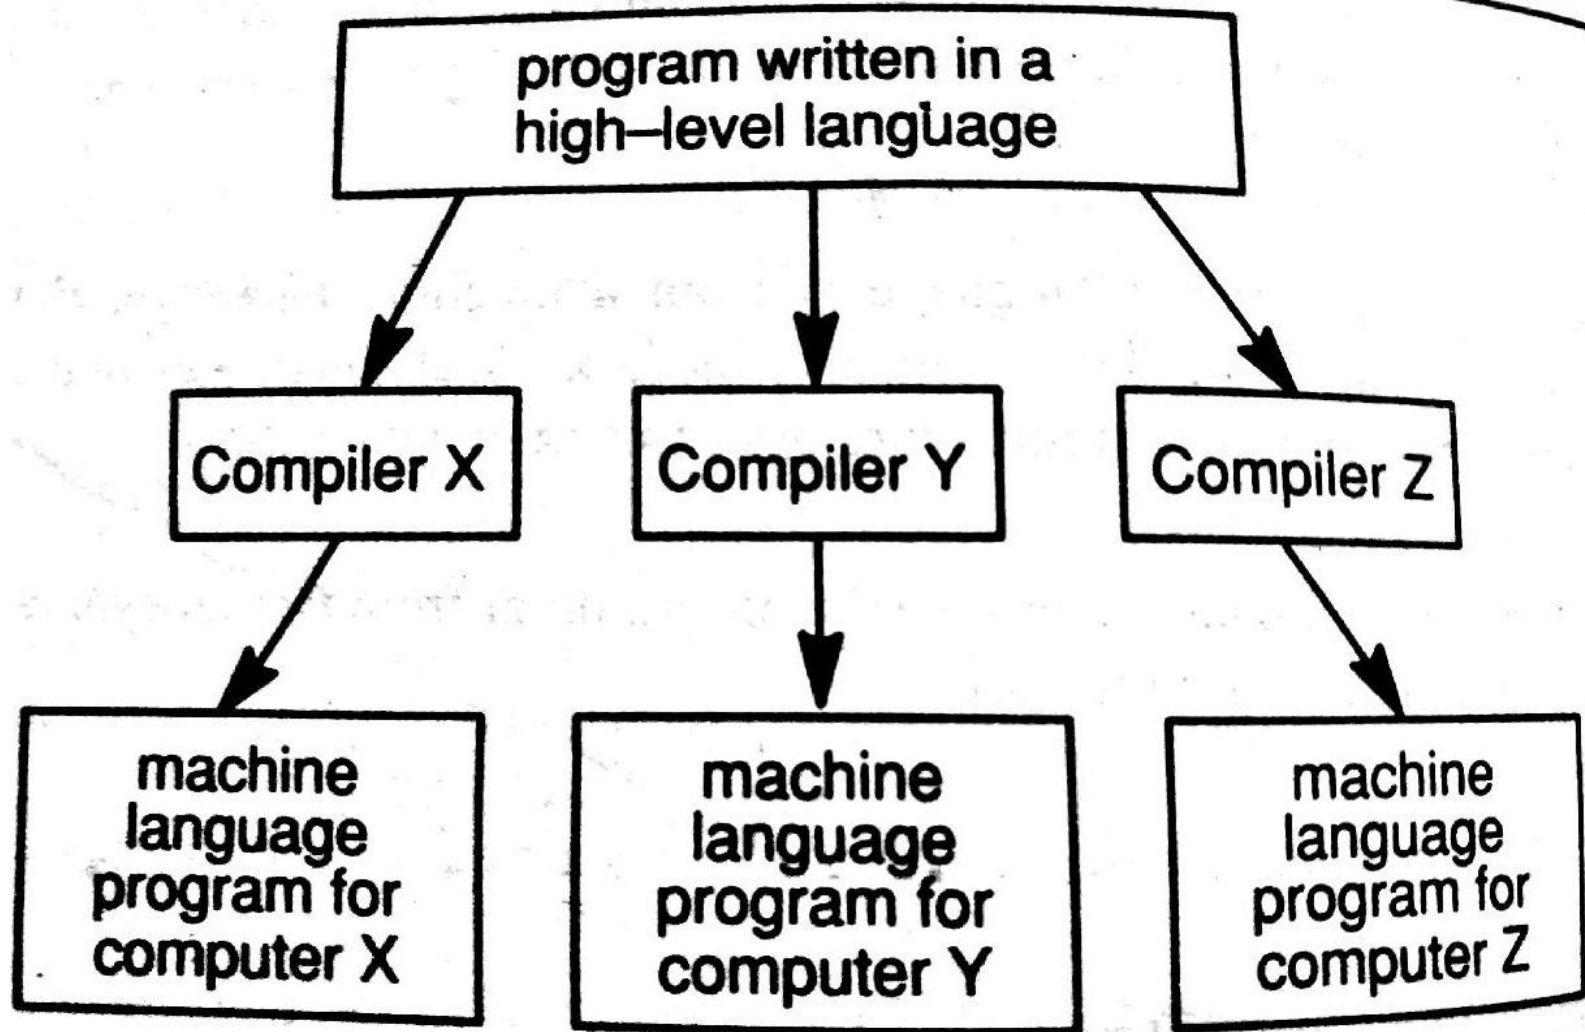 program written in a
high–level language
Compiler X
Compiler Y
Compiler Z
machine
language
program for
computer X
machine
language
program for
computer Y
machine
language
program for
computer Z